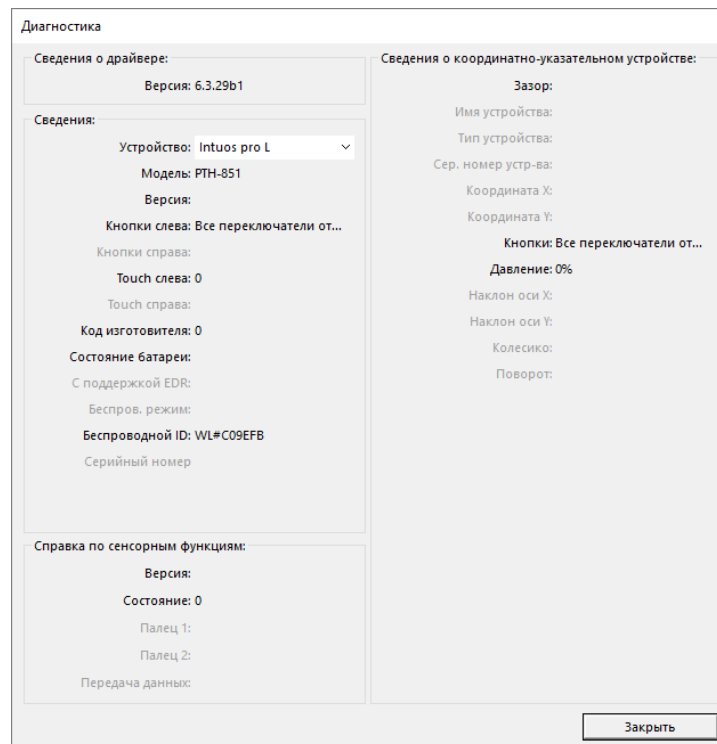 Диагностика
Сведения о драйвере:
Версия: 6.3.29b1
Сведения:
Устройство: Intuos pro L
Модель: PTH-851
Версия:
Кнопки слева: Все переключатели от...
Кнопки справа:
Touch слева: 0
Touch справа:
Код изготовителя: 0
Состояние батареи:
С поддержкой EDR:
Беспров. режим:
Беспроводной ID: WL#C09EFB
Серийный номер
Справка по сенсорным функциям:
Версия:
Состояние: 0
Палец 1:
Палец 2:
Передача данных:
Сведения о координатно-указательном устройстве:
Зазор:
Имя устройства:
Тип устройства:
Сер. номер устр-ва:
Координата X:
Координата Y:
Кнопки: Все переключатели от...
Давление: 0%
Наклон оси X:
Наклон оси Y:
Колесико:
Поворот:
Закрыть